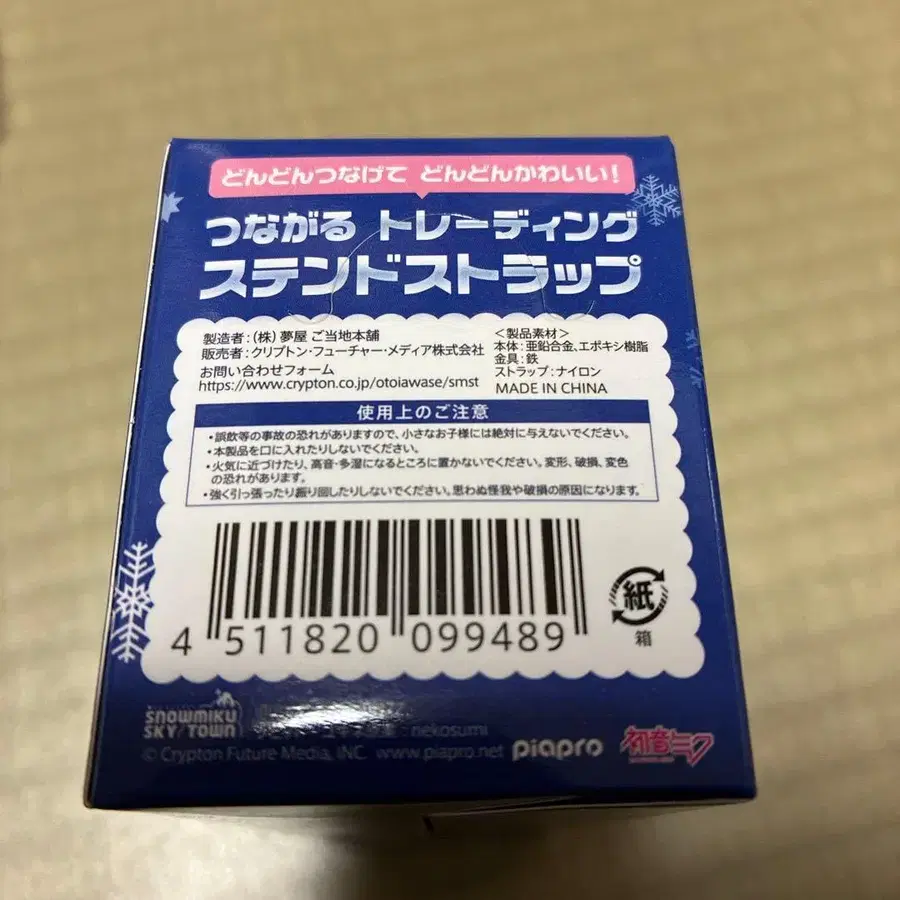 どんどんつなげて どんどんかわいい!
つながる トレーディング
ステンドストラップ
製造者:(株)夢屋 ご当地本舗
販売者:クリプトン・フューチャー・メディア株式会社
お問い合わせフォーム
https://www.crypton.co.jp/otoiawase/smst
<製品素材>
本体:亜鉛合金、エポキシ樹脂
金具:鉄
ストラップ:ナイロン
MADE IN CHINA
使用上のご注意
・誤飲等の事故の恐れがありますので、小さなお子様には絶対に与えないでください。
・本製品を口に入れたりしないでください。
・火気に近づけたり、高音・多湿になるところに置かないでください。変形、破損、変色
の恐れがあります。
・強く引っ張ったり振り回したりしないでください。思わぬ怪我や破損の原因になります。
4 511820 099489
紙
箱
SNOWMIKU
SKY TOWN
: nekosumi
© Crypton Future Media, INC. www.piapro.net piapro
初音ミク